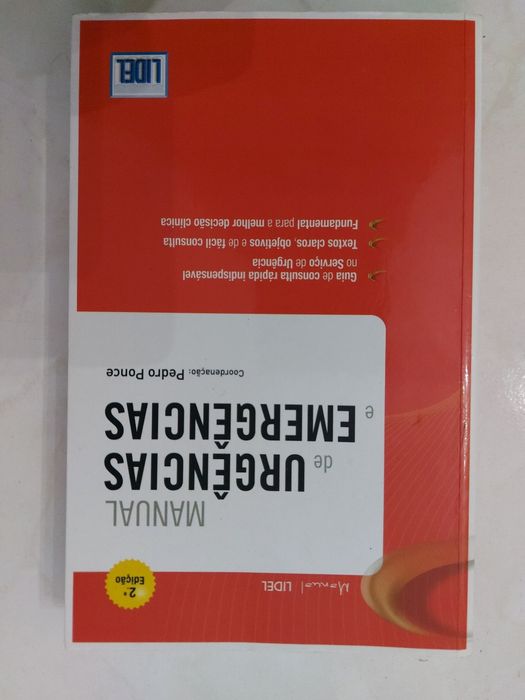 Manual | LIDEL
2.ª
Edição
MANUAL
de URGÊNCIAS
e EMERGÊNCIAS
Coordenação: Pedro Ponce
Guia de consulta rápida indispensável
no Serviço de Urgência
Textos claros, objetivos e de fácil consulta
Fundamental para a melhor decisão clínica
LIDEL